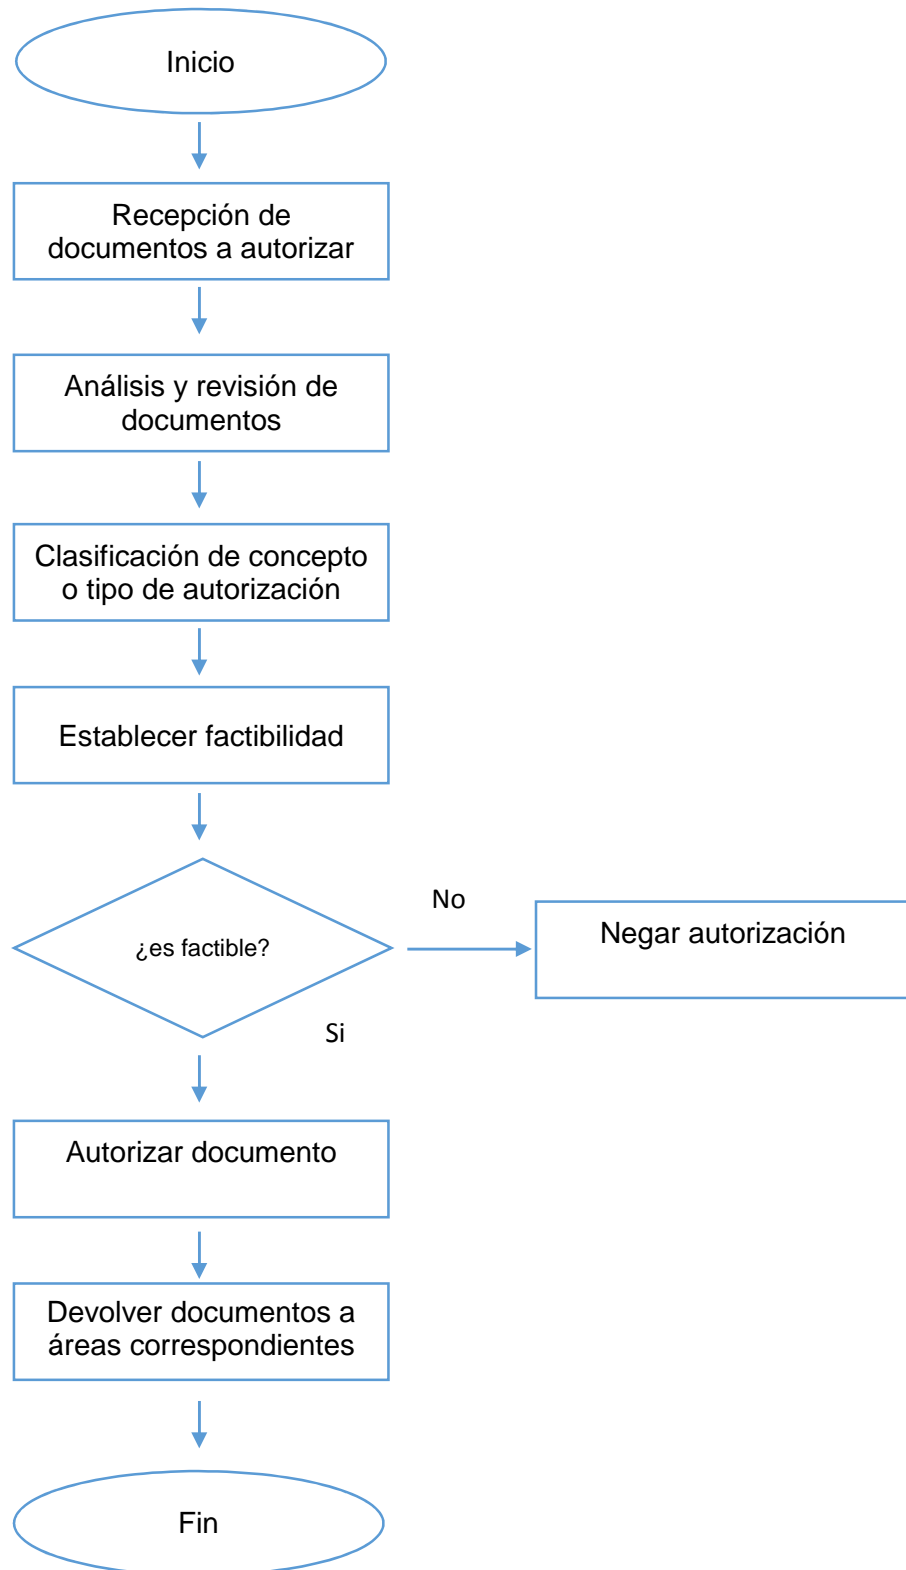 Inicio
Recepción de
documentos a autorizar
Análisis y revisión de
documentos
Clasificación de concepto
o tipo de autorización
Establecer factibilidad
¿es factible?
No
Negar autorización
Si
Autorizar documento
Devolver documentos a
áreas correspondientes
Fin